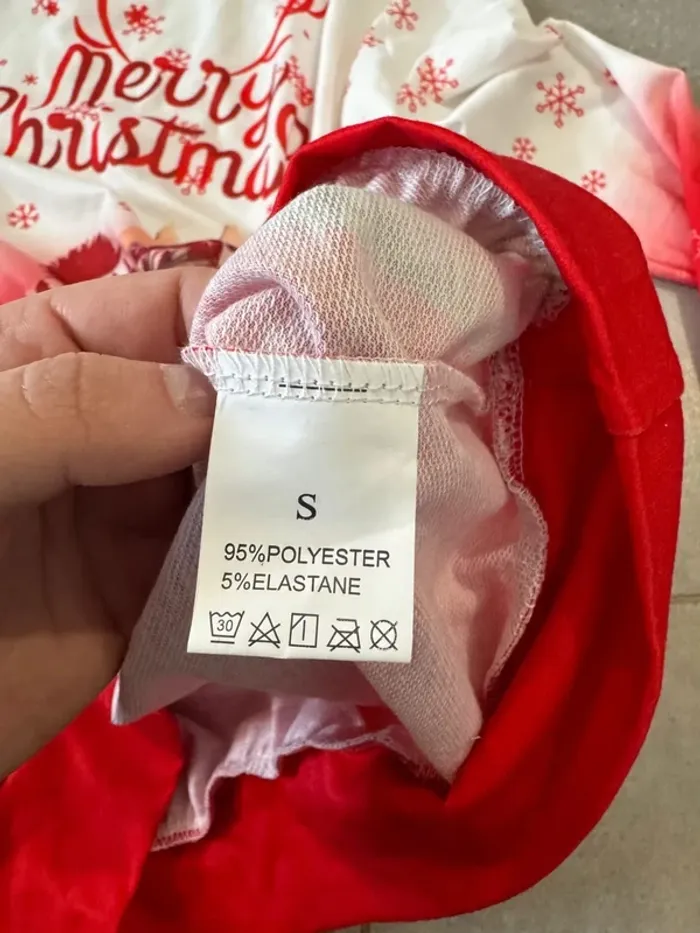 Merry
Christmas
S
95%POLYESTER
5%ELASTANE
30